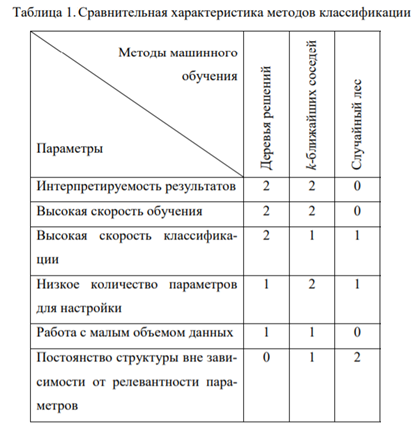 Таблица 1. Сравнительная характеристика методов классификации
Методы машинного
обучения
Параметры
Деревья решений
k-ближайших соседей
Случайный лес
Интерпретируемость результатов 2 2 0
Высокая скорость обучения 2 2 0
Высокая скорость классифика- 2 1 1
ции
Низкое количество параметров 1 2 1
для настройки
Работа с малым объемом данных 1 1 0
Постоянство структуры вне зави- 0 1 2
симости от релевантности пара-
метров